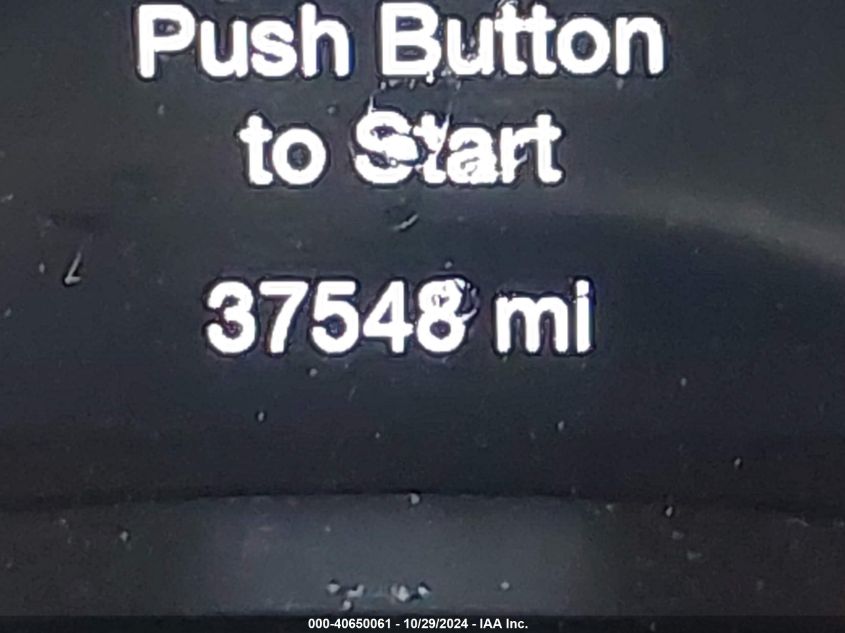 Push Button
to Start
37548 mi
000-40650061 - 10/29/2024 - IAA Inc.